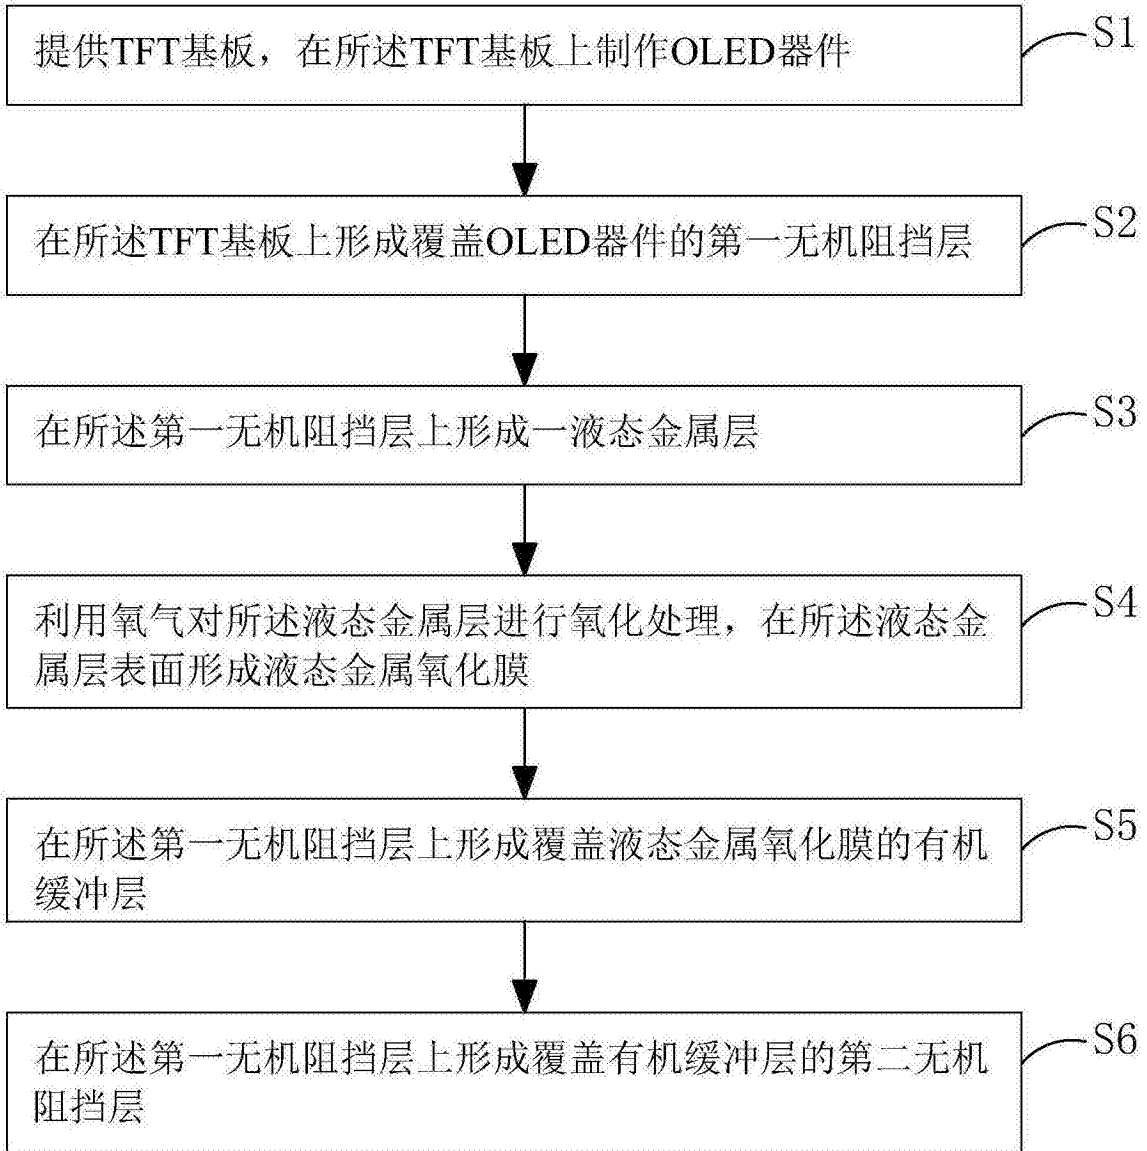 提供TFT基板，在所述TFT基板上制作OLED器件
S1
在所述TFT基板上形成覆盖OLED器件的第一无机阻挡层
S2
在所述第一无机阻挡层上形成一液态金属层
S3
利用氧气对所述液态金属层进行氧化处理，在所述液态金
属层表面形成液态金属氧化膜
S4
在所述第一无机阻挡层上形成覆盖液态金属氧化膜的有机
缓冲层
S5
在所述第一无机阻挡层上形成覆盖有机缓冲层的第二无机
阻挡层
S6